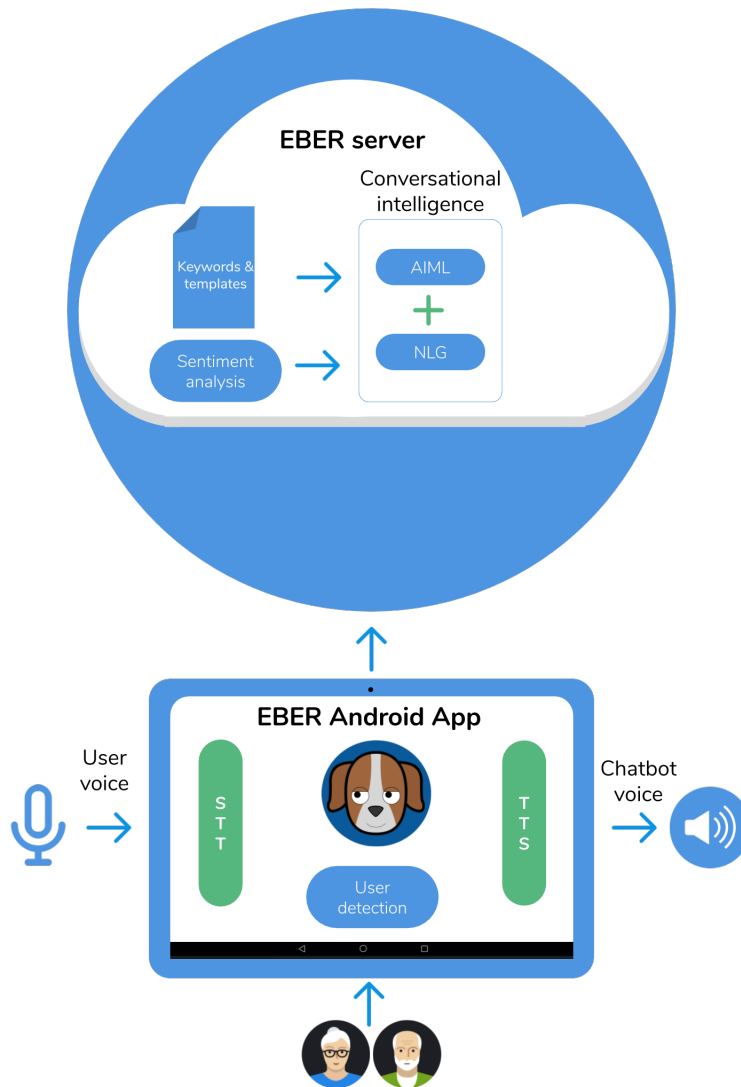 EBER server
Conversational
intelligence
Keywords &
templates
AIML
Sentiment
analysis
NLG
EBER Android App
User
voice
S
T
T
T
T
S
Chatbot
voice
User
detection